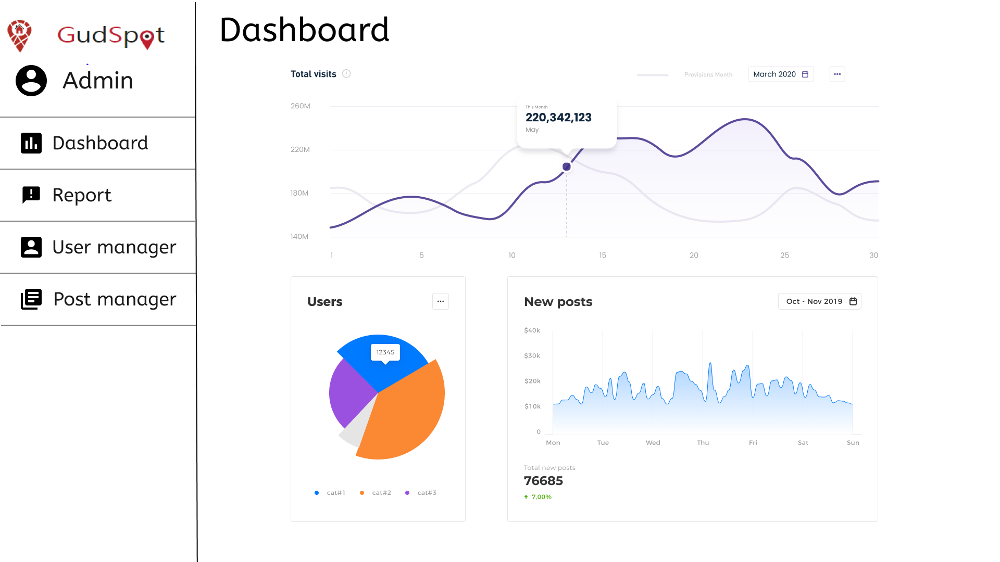 GudSpot
Admin
Dashboard
Report
User manager
Post manager
Dashboard
Total visits
Provisions Month
March 2020
260M
220M
180M
140M
This Month
220,342,123
May
1 5 10 15 20 25 30
Users
12345
cat#1 cat#2 cat#3
New posts
Oct - Nov 2019
$40k
$30k
$20k
$10k
0
Mon Tue Wed Thu Fri Sat Sun
Total new posts
76685
7,00%